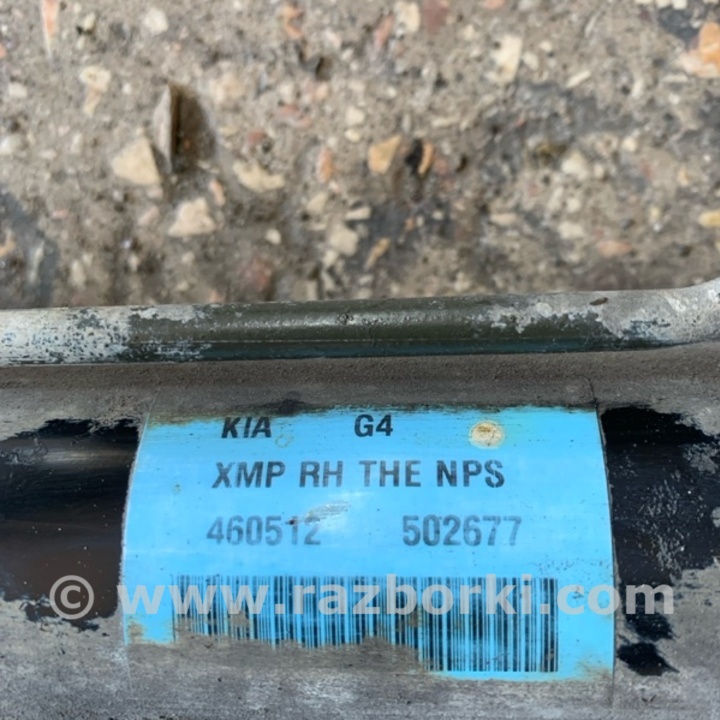 KIA G4
XMP RH THE NPS
460512 502677
© www.razborki.com